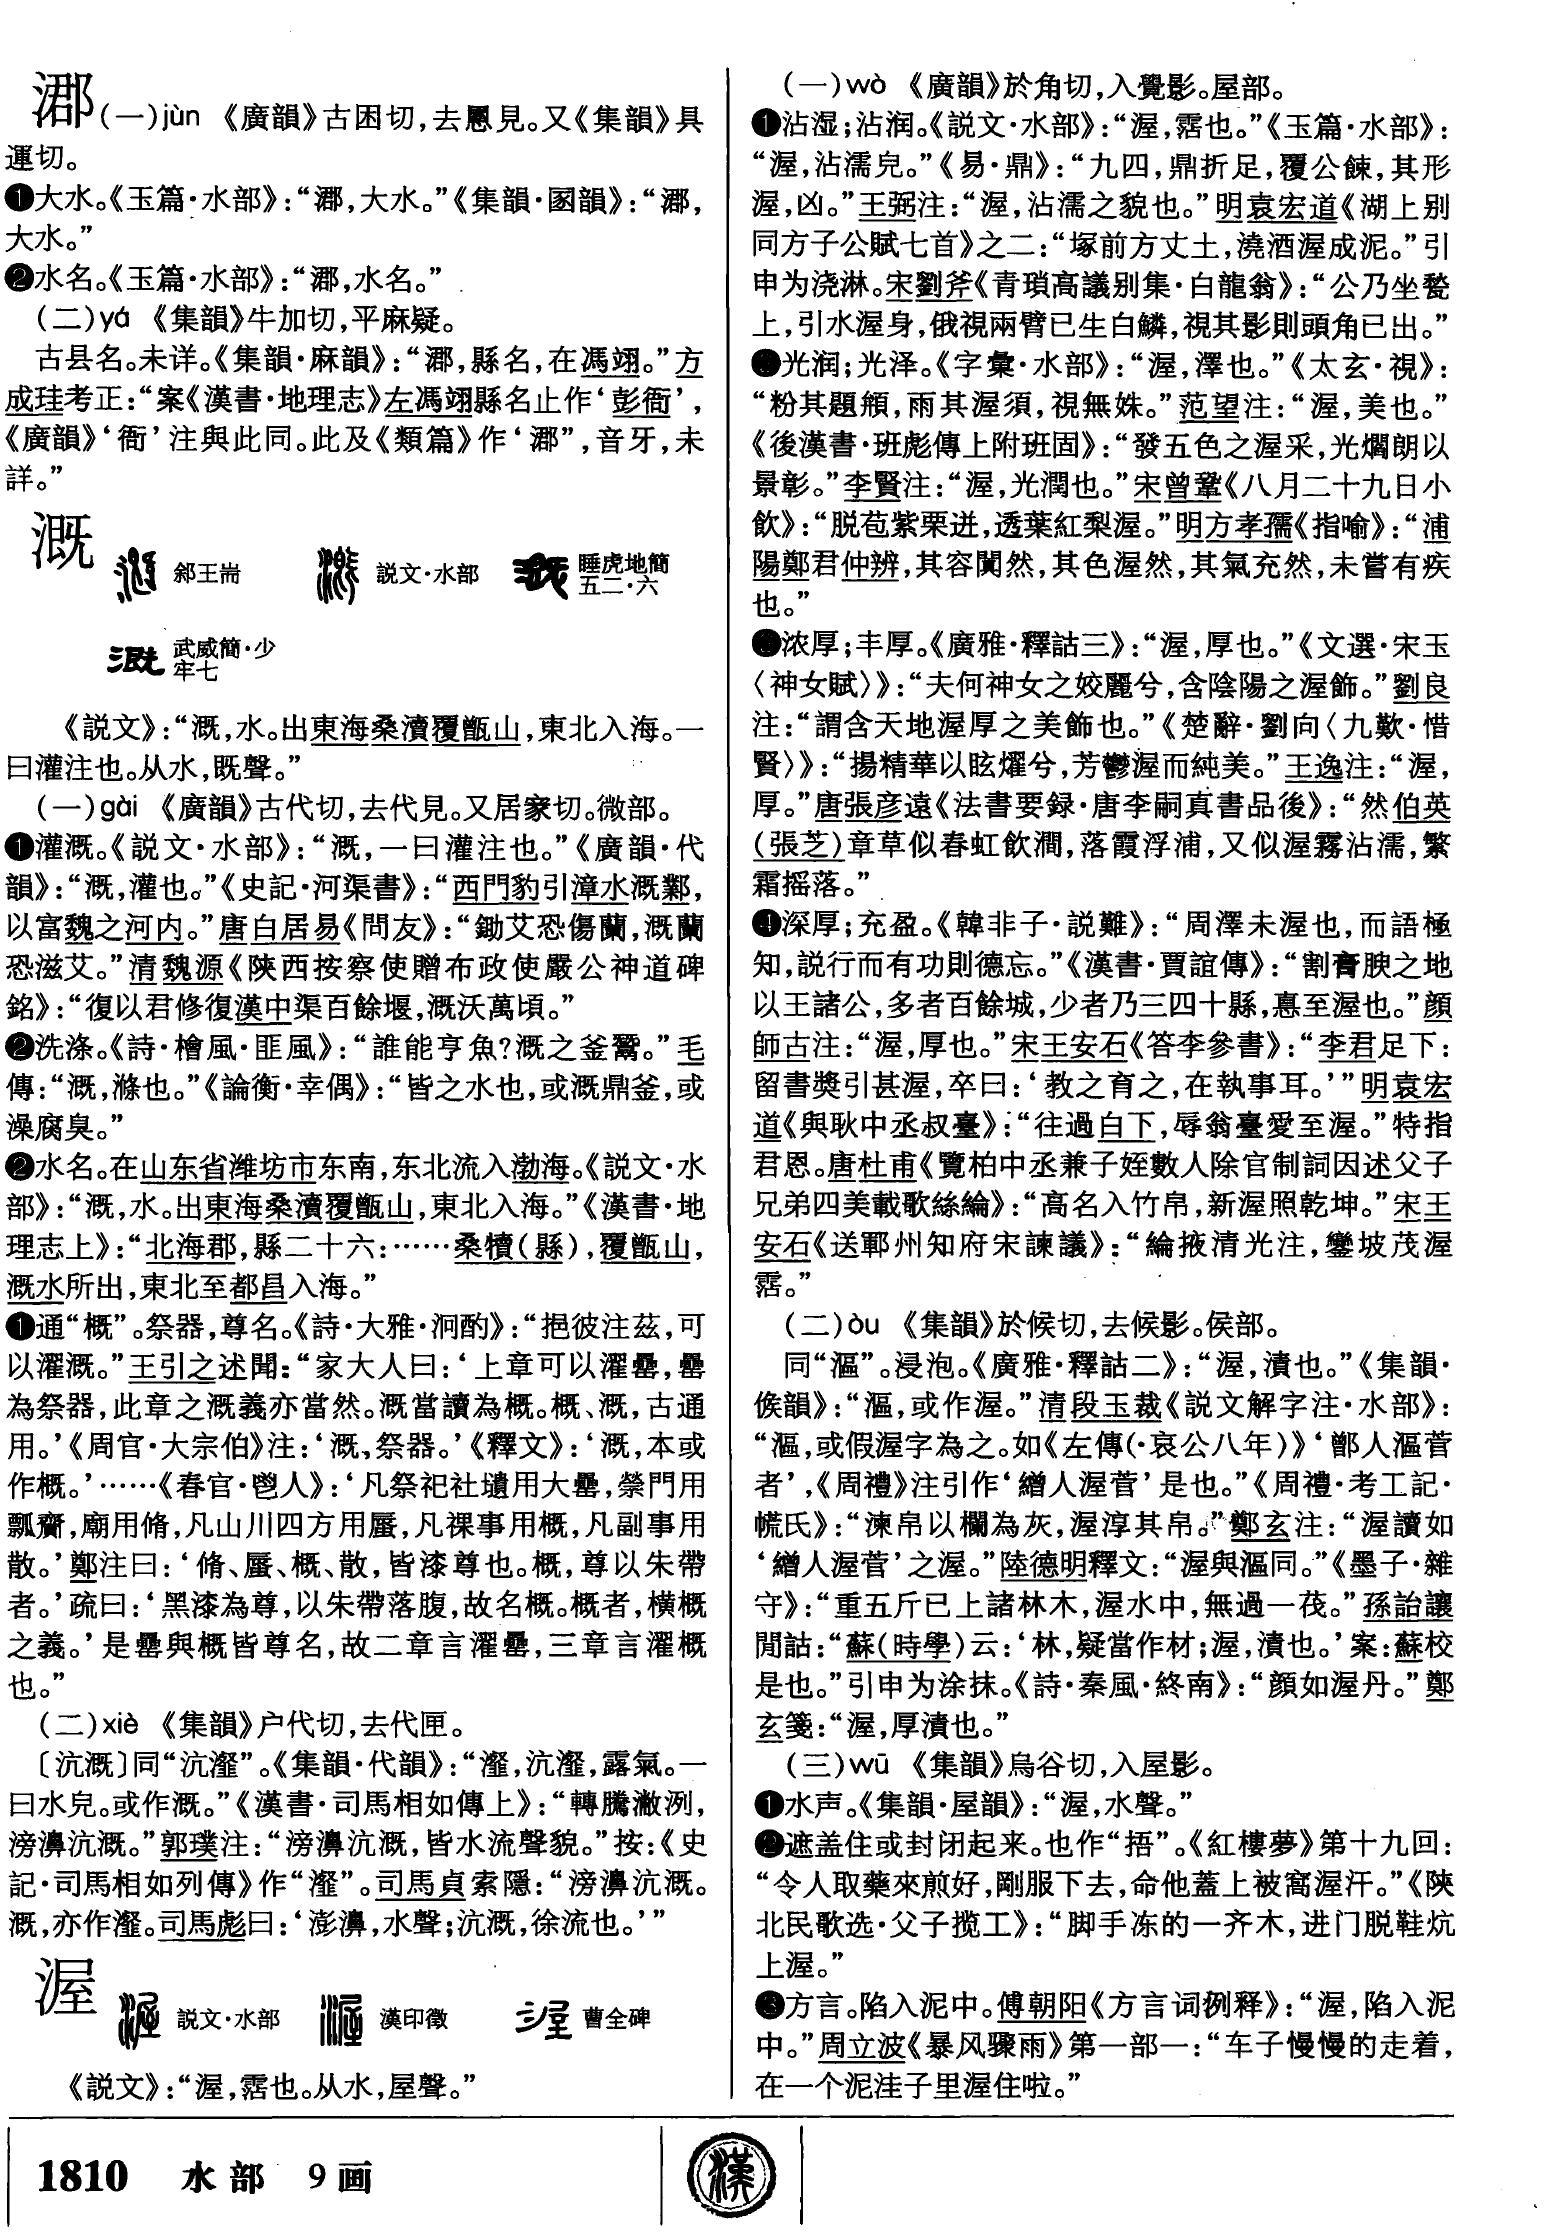 㴫(一)jùn 《廣韻》古困切,去慁見。又《集韻》具
運切。
❶大水。《玉篇·水部》:“㴫,大水。”《集韻·圂韻》:“㴫,
大水。”
❷水名。《玉篇·水部》:“㴫,水名。”
(二)yá 《集韻》牛加切,平麻疑。
古县名。未详。《集韻·麻韻》:“㴫,縣名,在馮翊。”方
成珪考正:“案《漢書·地理志》左馮翊縣名止作‘彭衙’,
《廣韻》‘衙’注與此同。此及《類篇》作‘㴫”,音牙,未
詳。”
溉
郐王耑 説文·水部 睡虎地簡
五二·六
武威簡·少
牢七
《説文》:“溉,水。出東海桑瀆覆甑山,東北入海。一
曰灌注也。从水,既聲。”
(一)gài 《廣韻》古代切,去代見。又居家切。微部。
❶灌溉。《説文·水部》:“溉,一曰灌注也。”《廣韻·代
韻》:“溉,灌也。”《史記·河渠書》:“西門豹引漳水溉鄴,
以富魏之河内。”唐白居易《問友》:“鋤艾恐傷蘭,溉蘭
恐滋艾。”清魏源《陝西按察使贈布政使嚴公神道碑
銘》:“復以君修復漢中渠百餘堰,溉沃萬頃。”
❷洗涤。《詩·檜風·匪風》:“誰能亨魚?溉之釜鬵。”毛
傳:“溉,滌也。”《論衡·幸偶》:“皆之水也,或溉鼎釜,或
澡腐臭。”
❷水名。在山东省潍坊市东南,东北流入渤海。《説文·水
部》:“溉,水。出東海桑瀆覆甑山,東北入海。”《漢書·地
理志上》:“北海郡,縣二十六:……桑犢(縣),覆甑山,
溉水所出,東北至都昌入海。”
❶通“概”。祭器,尊名。《詩·大雅·泂酌》:“挹彼注茲,可
以濯溉。”王引之述聞:“家大人曰:‘上章可以濯罍,罍
為祭器,此章之溉義亦當然。溉當讀為概。概、溉,古通
用。’《周官·大宗伯》注:‘溉,祭器。’《釋文》:‘溉,本或
作概。’……《春官·鬯人》:‘凡祭祀社壝用大罍,禜門用
瓢齎,廟用脩,凡山川四方用蜃,凡祼事用概,凡副事用
散。’鄭注曰:‘脩、蜃、概、散,皆漆尊也。概,尊以朱帶
者。’疏曰:‘黑漆為尊,以朱帶落腹,故名概。概者,橫概
之義。’是罍與概皆尊名,故二章言濯罍,三章言濯概
也。”
(二)xiè 《集韻》户代切,去代匣。
〔沆溉〕同“沆瀣”。《集韻·代韻》:“瀣,沆瀣,露氣。一
曰水皃。或作溉。”《漢書·司馬相如傳上》:“轉騰潎洌,
滂濞沆溉。”郭璞注:“滂濞沆溉,皆水流聲貌。”按:《史
記·司馬相如列傳》作“瀣”。司馬貞索隱:“滂濞沆溉。
溉,亦作瀣。司馬彪曰:‘澎濞,水聲;沆溉,徐流也。’”
渥
説文·水部 漢印徵 曹全碑
《説文》:“渥,霑也。从水,屋聲。”
(一)wò 《廣韻》於角切,入覺影。屋部。
❶沾湿;沾润。《説文·水部》:“渥,霑也。”《玉篇·水部》:
“渥,沾濡皃。”《易·鼎》:“九四,鼎折足,覆公餗,其形
渥,凶。”王弼注:“渥,沾濡之貌也。”明袁宏道《湖上别
同方子公賦七首》之二:“塚前方丈土,澆酒渥成泥。”引
申为浇淋。宋劉斧《青瑣高議别集·白龍翁》:“公乃坐甃
上,引水渥身,俄視兩臂已生白鱗,視其影則頭角已出。”
❷光润;光泽。《字彙·水部》:“渥,澤也。”《太玄·視》:
“粉其題頯,雨其渥須,視無姝。”范望注:“渥,美也。”
《後漢書·班彪傳上附班固》:“發五色之渥采,光爓朗以
景彰。”李賢注:“渥,光潤也。”宋曾鞏《八月二十九日小
飲》:“脱苞紫栗迸,透葉紅梨渥。”明方孝孺《指喻》:“浦
陽鄭君仲辨,其容闐然,其色渥然,其氣充然,未嘗有疾
也。”
❸浓厚;丰厚。《廣雅·釋詁三》:“渥,厚也。”《文選·宋玉
〈神女賦〉》:“夫何神女之姣麗兮,含陰陽之渥飾。”劉良
注:“謂含天地渥厚之美飾也。”《楚辭·劉向〈九歎·惜
賢〉》:“揚精華以眩燿兮,芳鬱渥而純美。”王逸注:“渥,
厚。”唐張彦遠《法書要録·唐李嗣真書品後》:“然伯英
(張芝)章草似春虹飲澗,落霞浮浦,又似渥霧沾濡,繁
霜摇落。”
❹深厚;充盈。《韓非子·説難》:“周澤未渥也,而語極
知,説行而有功則德忘。”《漢書·賈誼傳》:“割膏腴之地
以王諸公,多者百餘城,少者乃三四十縣,悳至渥也。”顔
師古注:“渥,厚也。”宋王安石《答李參書》:“李君足下:
留書奬引甚渥,卒曰:‘教之育之,在執事耳。’”明袁宏
道《與耿中丞叔臺》:“往過白下,辱翁臺愛至渥。”特指
君恩。唐杜甫《覽柏中丞兼子姪數人除官制詞因述父子
兄弟四美載歌絲綸》:“高名入竹帛,新渥照乾坤。”宋王
安石《送鄆州知府宋諫議》:“綸掖清光注,鑾坡茂渥
霑。”
(二)òu 《集韻》於候切,去候影。侯部。
同“漚”。浸泡。《廣雅·釋詁二》:“渥,漬也。”《集韻·
㑋韻》:“漚,或作渥。”清段玉裁《説文解字注·水部》:
“漚,或假渥字為之。如《左傳(·哀公八年)》‘鄫人漚菅
者’,《周禮》注引作‘繒人渥菅’是也。”《周禮·考工記·
㡛氏》:“湅帛以欄為灰,渥淳其帛。”鄭玄注:“渥讀如
‘繒人渥菅’之渥。”陸德明釋文:“渥與漚同。”《墨子·雜
守》:“重五斤已上諸林木,渥水中,無過一茷。”孫詒讓
閒詁:“蘇(時學)云:‘林,疑當作材;渥,漬也。’案:蘇校
是也。”引申为涂抹。《詩·秦風·終南》:“顔如渥丹。”鄭
玄箋:“渥,厚漬也。”
(三)wū 《集韻》烏谷切,入屋影。
❶水声。《集韻·屋韻》:“渥,水聲。”
❷遮盖住或封闭起来。也作“捂”。《紅樓夢》第十九回:
“令人取藥來煎好,剛服下去,命他蓋上被窩渥汗。”《陕
北民歌选·父子揽工》:“脚手冻的一齐木,进门脱鞋炕
上渥。”
❸方言。陷入泥中。傅朝阳《方言词例释》:“渥,陷入泥
中。”周立波《暴风骤雨》第一部一:“车子慢慢的走着,
在一个泥洼子里渥住啦。”
1810 水部 9画
漢